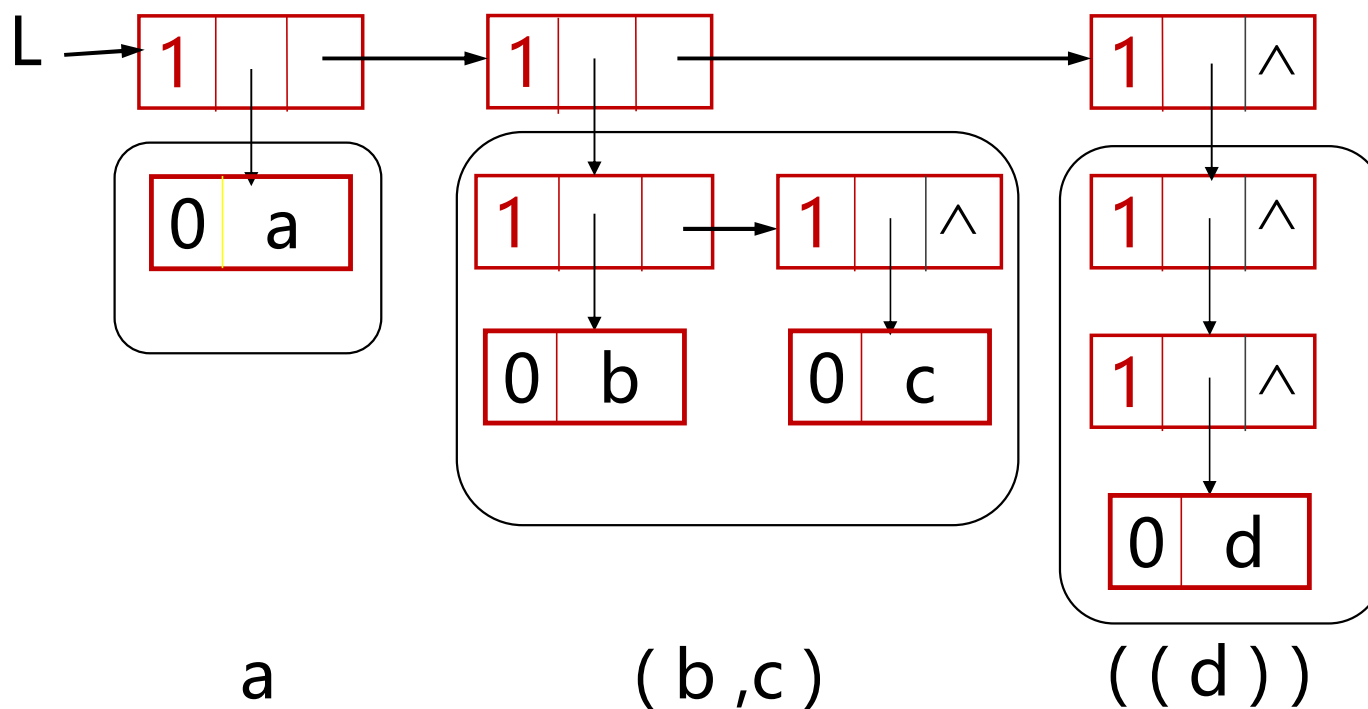 L 1 1 1 ∧
0 a 1 1 ∧ 1 ∧
0 b 0 c 1 ∧
0 d
a (b,c) ((d))